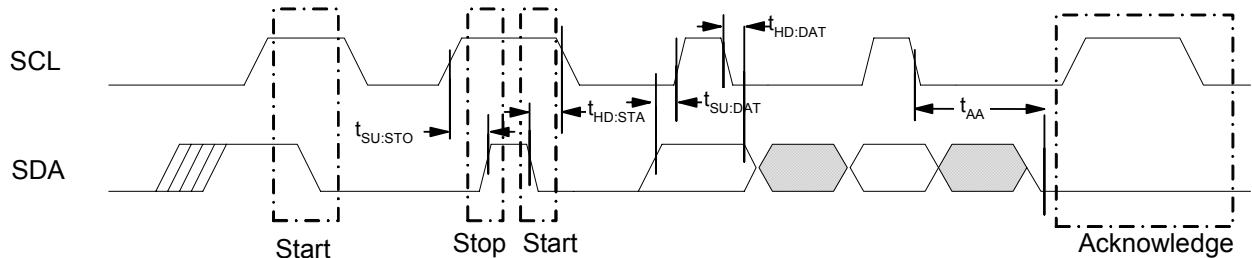 t_HD:DAT
SCL
t_HD:STA
t_SU:DAT
t_AA
t_SU:STO
SDA
Start
Stop
Start
Acknowledge